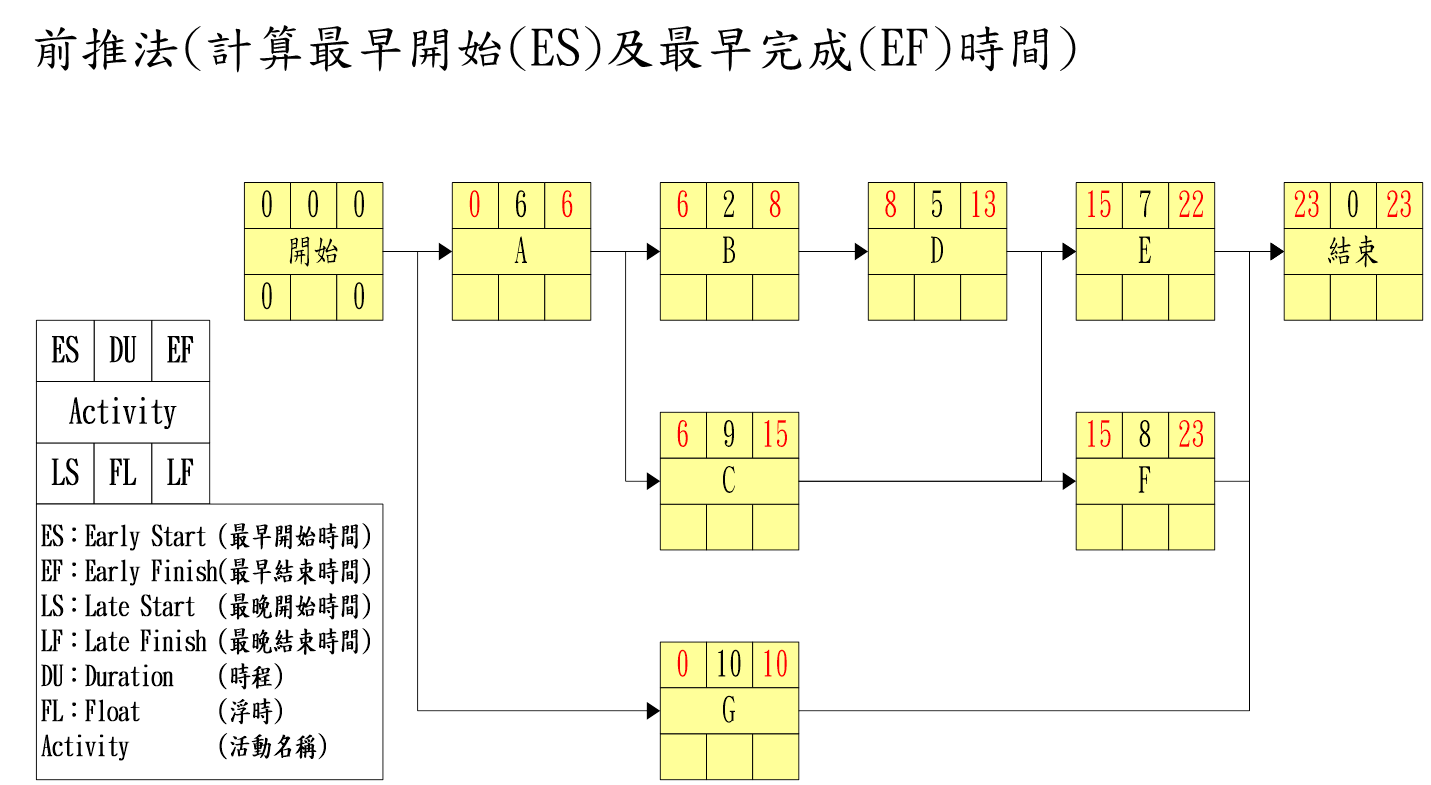 前推法(計算最早開始(ES)及最早完成(EF)時間)
0 0 0
開始
0 0
0 6 6
A
6 2 8
B
8 5 13
D
15 7 22
E
23 0 23
結束
ES DU EF
Activity
LS FL LF
6 9 15
C
15 8 23
F
0 10 10
G
ES：Early Start (最早開始時間)
EF：Early Finish(最早結束時間)
LS：Late Start (最晚開始時間)
LF：Late Finish (最晚結束時間)
DU：Duration (時程)
FL：Float (浮時)
Activity (活動名稱)